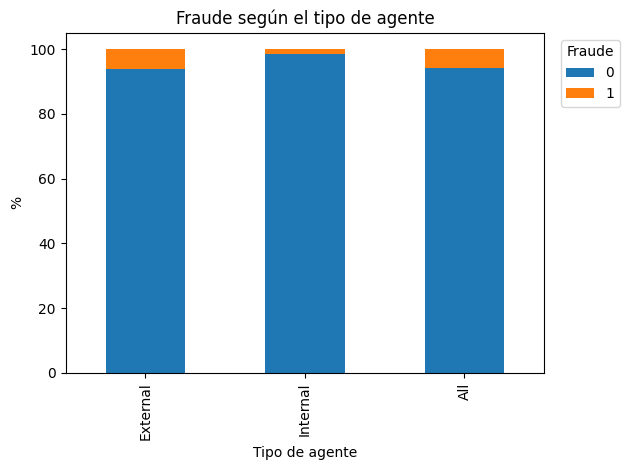 Fraude según el tipo de agente
Fraude
0
1
100
80
60
40
20
0
%
External
Internal
All
Tipo de agente